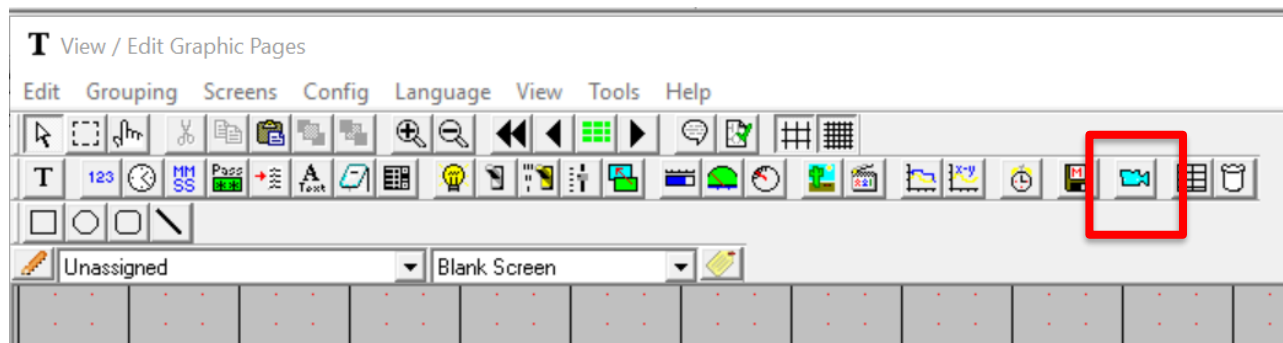 T View / Edit Graphic Pages
Edit Grouping Screens Config Language View Tools Help
T 123 MM SS Pass ** A Text x-y M
Unassigned Blank Screen